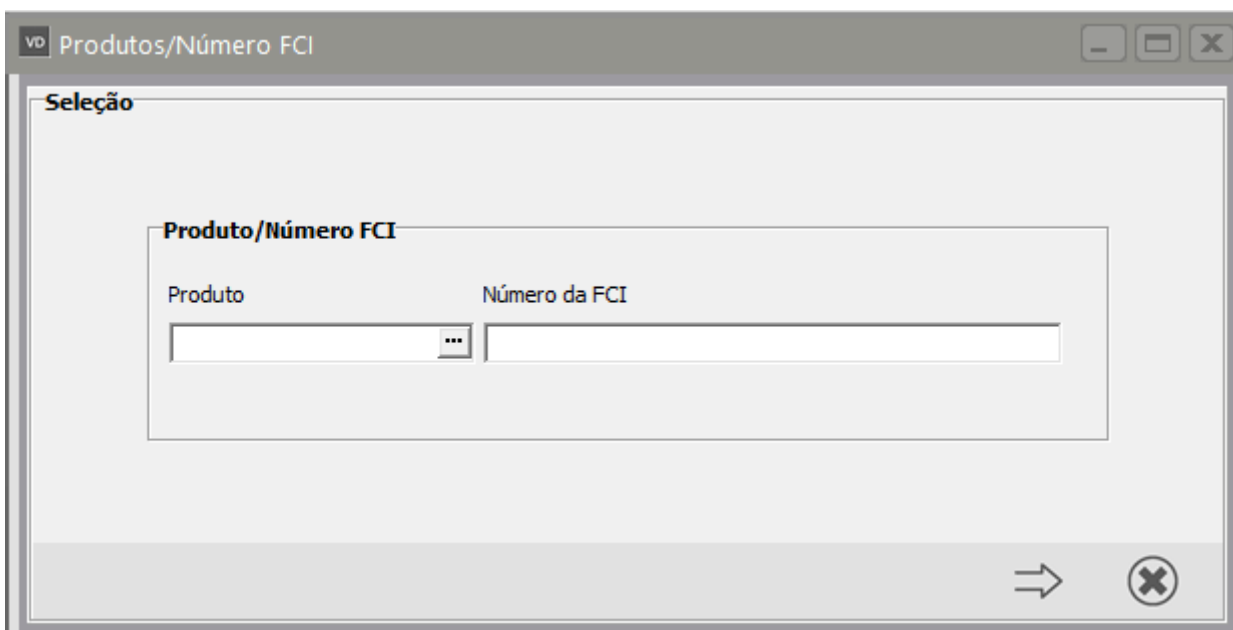 VD Produtos/Número FCI
Seleção
Produto/Número FCI
Produto Número da FCI
...